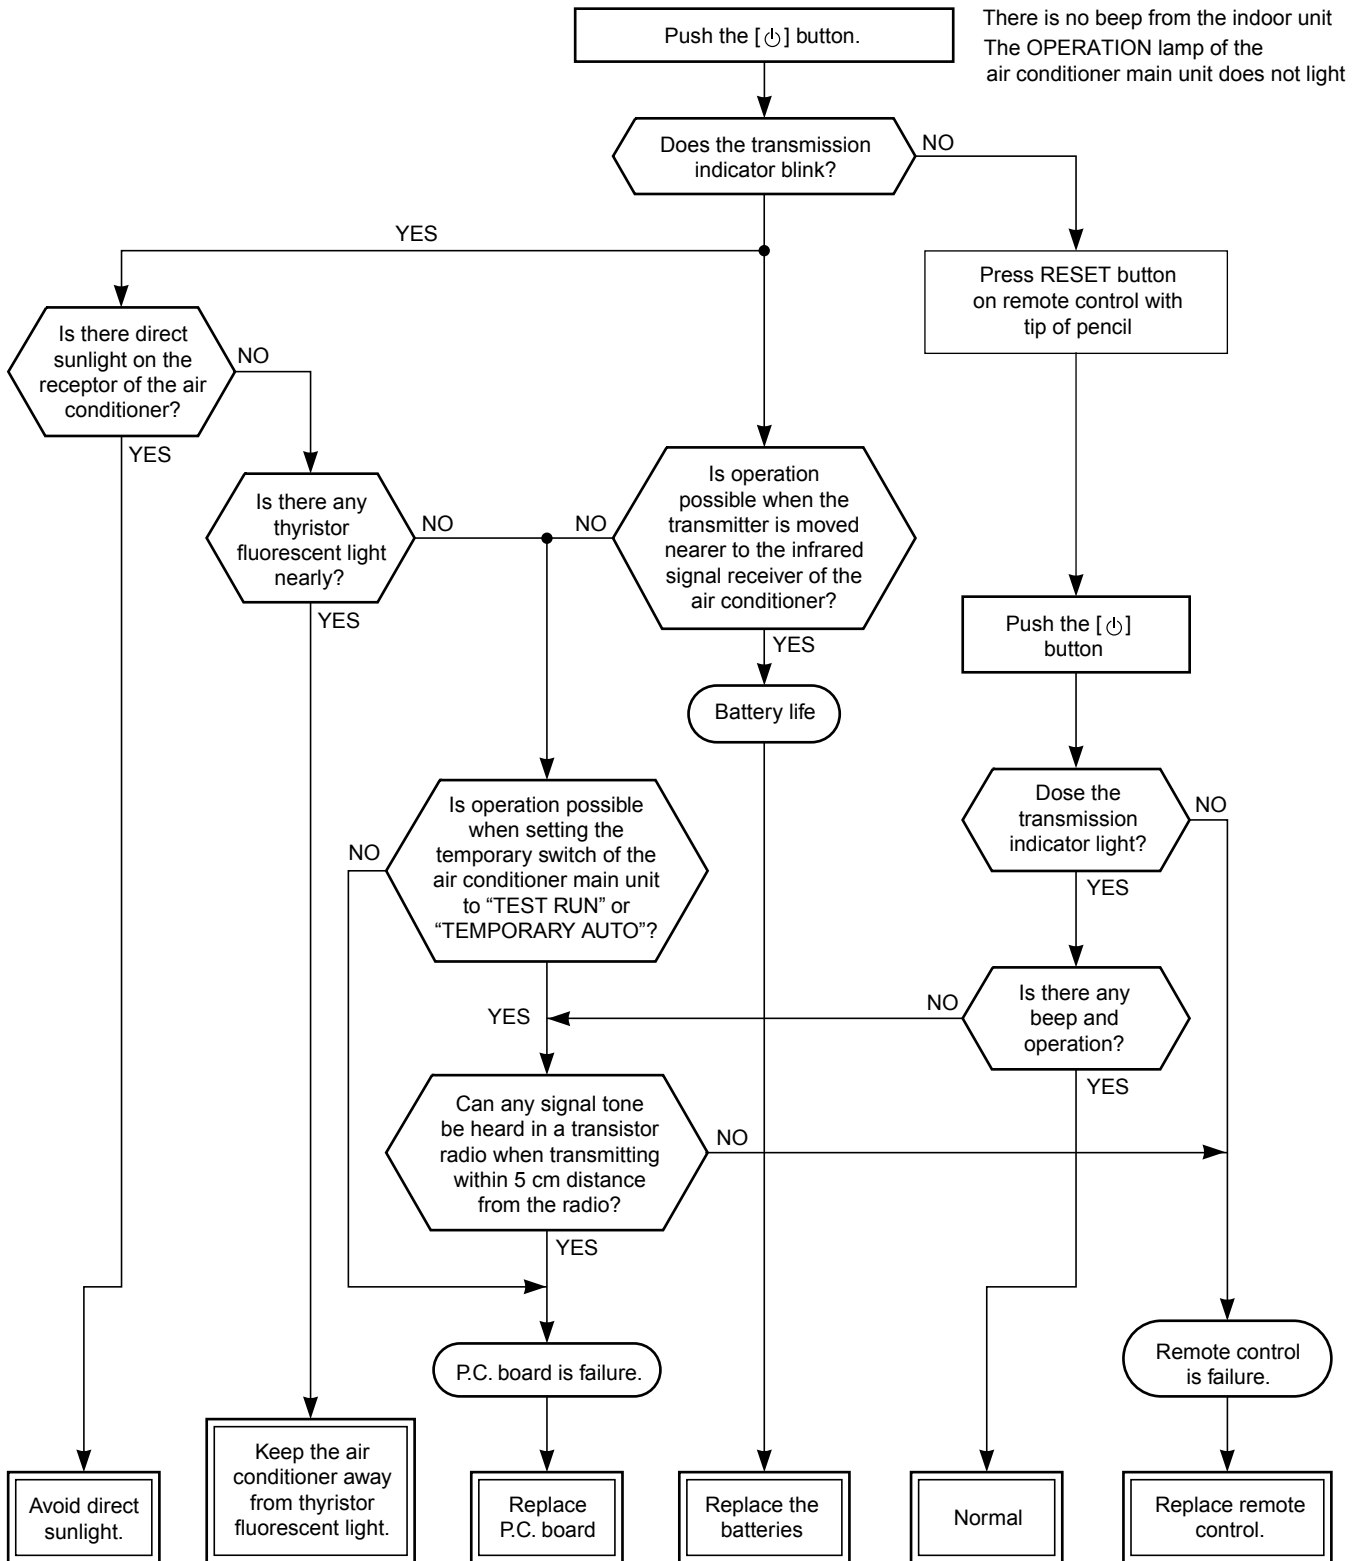 Push the [⏻] button.
There is no beep from the indoor unit
The OPERATION lamp of the
air conditioner main unit does not light
Does the transmission
indicator blink?
NO
YES
Press RESET button
on remote control with
tip of pencil
Is there direct
sunlight on the
receptor of the air
conditioner?
NO
YES
Is there any
thyristor
fluorescent light
nearly?
NO
YES
Is operation
possible when the
transmitter is moved
nearer to the infrared
signal receiver of the
air conditioner?
NO
YES
Push the [⏻]
button
Battery life
Is operation possible
when setting the
temporary switch of the
air conditioner main unit
to “TEST RUN” or
“TEMPORARY AUTO”?
NO
YES
Dose the
transmission
indicator light?
NO
YES
Is there any
beep and
operation?
NO
YES
Can any signal tone
be heard in a transistor
radio when transmitting
within 5 cm distance
from the radio?
NO
YES
P.C. board is failure.
Remote control
is failure.
Avoid direct
sunlight.
Keep the air
conditioner away
from thyristor
fluorescent light.
Replace
P.C. board
Replace the
batteries
Normal
Replace remote
control.